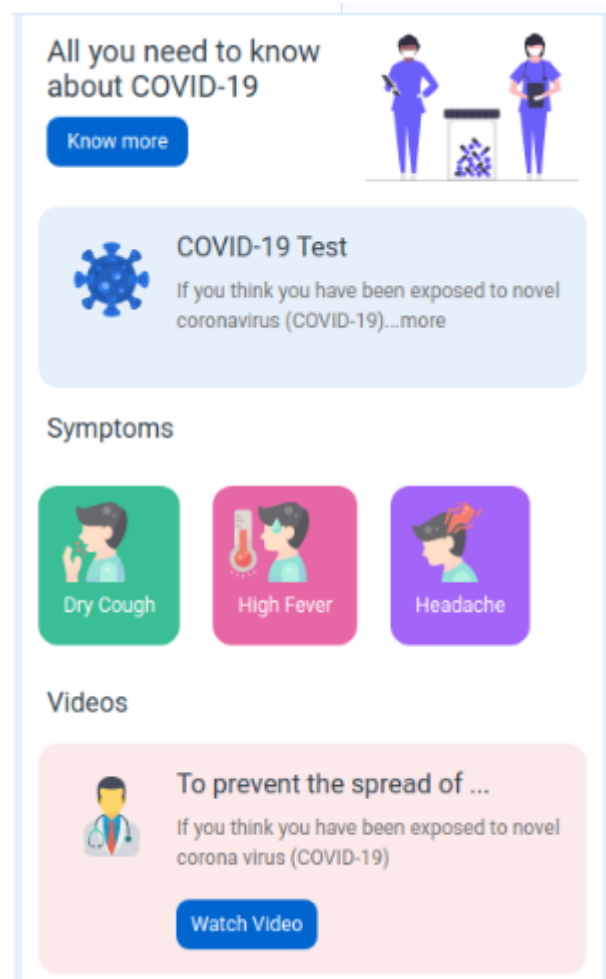 All you need to know
about COVID-19
Know more
COVID-19 Test
If you think you have been exposed to novel
coronavirus (COVID-19)...more
Symptoms
Dry Cough
High Fever
Headache
Videos
To prevent the spread of ...
If you think you have been exposed to novel
corona virus (COVID-19)
Watch Video